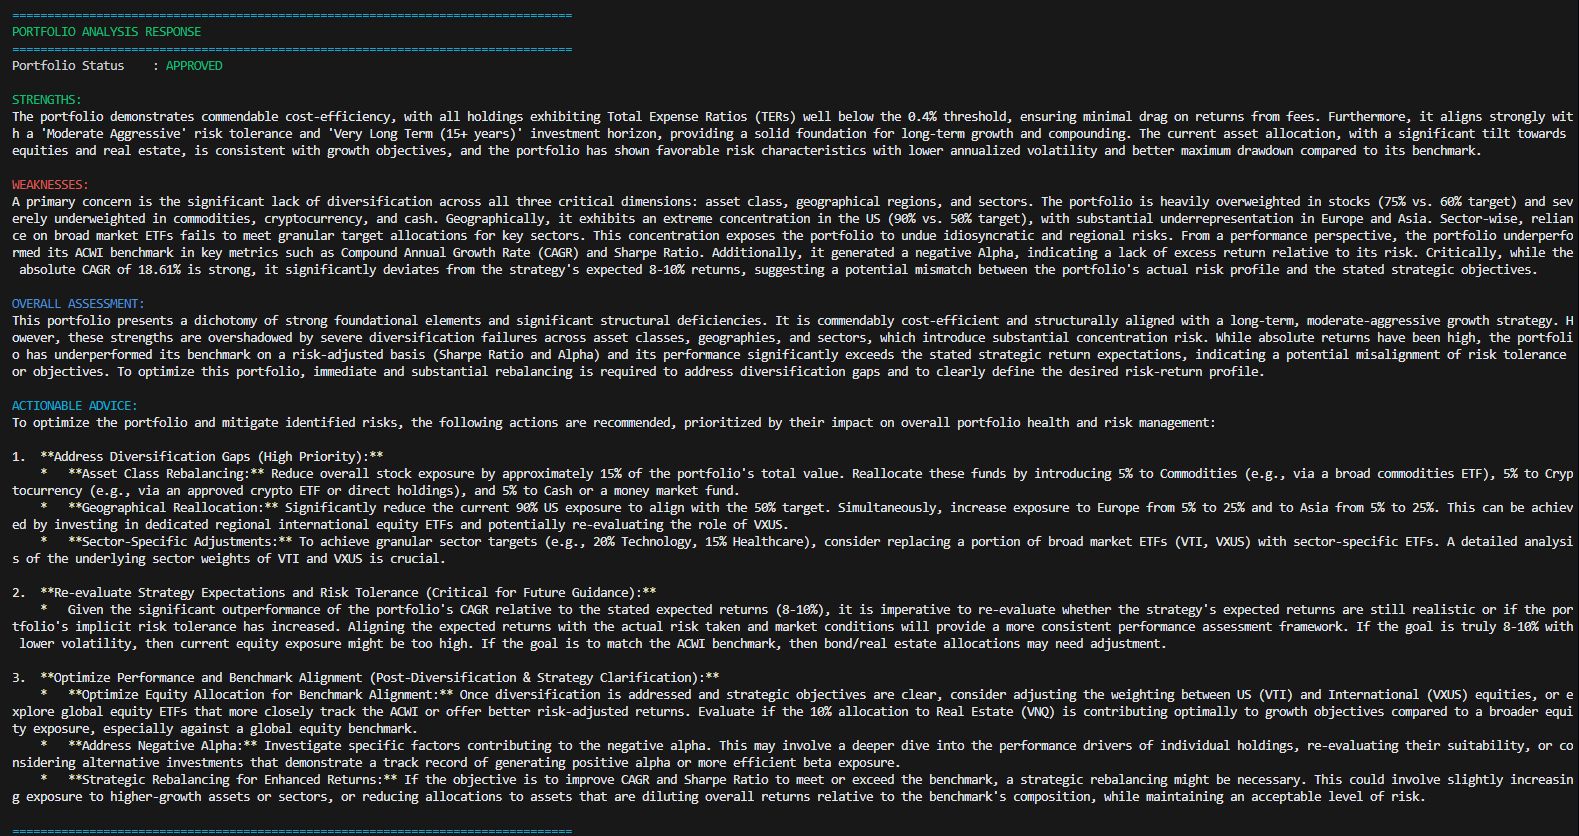 ================================================================================
PORTFOLIO ANALYSIS RESPONSE
================================================================================
Portfolio Status    : APPROVED
STRENGTHS:
The portfolio demonstrates commendable cost-efficiency, with all holdings exhibiting Total Expense Ratios (TERs) well below the 0.4% threshold, ensuring minimal drag on returns from fees. Furthermore, it aligns strongly wit
h a 'Moderate Aggressive' risk tolerance and 'Very Long Term (15+ years)' investment horizon, providing a solid foundation for long-term growth and compounding. The current asset allocation, with a significant tilt towards
equities and real estate, is consistent with growth objectives, and the portfolio has shown favorable risk characteristics with lower annualized volatility and better maximum drawdown compared to its benchmark.
WEAKNESSES:
A primary concern is the significant lack of diversification across all three critical dimensions: asset class, geographical regions, and sectors. The portfolio is heavily overweighted in stocks (75% vs. 60% target) and sev
erely underweighted in commodities, cryptocurrency, and cash. Geographically, it exhibits an extreme concentration in the US (90% vs. 50% target), with substantial underrepresentation in Europe and Asia. Sector-wise, relian
ce on broad market ETFs fails to meet granular target allocations for key sectors. This concentration exposes the portfolio to undue idiosyncratic and regional risks. From a performance perspective, the portfolio underperfo
rmed its ACWI benchmark in key metrics such as Compound Annual Growth Rate (CAGR) and Sharpe Ratio. Additionally, it generated a negative Alpha, indicating a lack of excess return relative to its risk. Critically, while the
absolute CAGR of 18.61% is strong, it significantly deviates from the strategy's expected 8-10% returns, suggesting a potential mismatch between the portfolio's actual risk profile and the stated strategic objectives.
OVERALL ASSESSMENT:
This portfolio presents a dichotomy of strong foundational elements and significant structural deficiencies. It is commendably cost-efficient and structurally aligned with a long-term, moderate-aggressive growth strategy. H
owever, these strengths are overshadowed by severe diversification failures across asset classes, geographies, and sectors, which introduce substantial concentration risk. While absolute returns have been high, the portfoli
o has underperformed its benchmark on a risk-adjusted basis (Sharpe Ratio and Alpha) and its performance significantly exceeds the stated strategic return expectations, indicating a potential misalignment of risk tolerance
or objectives. To optimize this portfolio, immediate and substantial rebalancing is required to address diversification gaps and to clearly define the desired risk-return profile.
ACTIONABLE ADVICE:
To optimize the portfolio and mitigate identified risks, the following actions are recommended, prioritized by their impact on overall portfolio health and risk management:
1.  **Address Diversification Gaps (High Priority):**
    *   **Asset Class Rebalancing:** Reduce overall stock exposure by approximately 15% of the portfolio's total value. Reallocate these funds by introducing 5% to Commodities (e.g., via a broad commodities ETF), 5% to Cryp
tocurrency (e.g., via an approved crypto ETF or direct holdings), and 5% to Cash or a money market fund.
    *   **Geographical Reallocation:** Significantly reduce the current 90% US exposure to align with the 50% target. Simultaneously, increase exposure to Europe from 5% to 25% and to Asia from 5% to 25%. This can be achiev
ed by investing in dedicated regional international equity ETFs and potentially re-evaluating the role of VXUS.
    *   **Sector-Specific Adjustments:** To achieve granular sector targets (e.g., 20% Technology, 15% Healthcare), consider replacing a portion of broad market ETFs (VTI, VXUS) with sector-specific ETFs. A detailed analysi
s of the underlying sector weights of VTI and VXUS is crucial.
2.  **Re-evaluate Strategy Expectations and Risk Tolerance (Critical for Future Guidance):**
    *   Given the significant outperformance of the portfolio's CAGR relative to the stated expected returns (8-10%), it is imperative to re-evaluate whether the strategy's expected returns are still realistic or if the por
tfolio's implicit risk tolerance has increased. Aligning the expected returns with the actual risk taken and market conditions will provide a more consistent performance assessment framework. If the goal is truly 8-10% with
lower volatility, then current equity exposure might be too high. If the goal is to match the ACWI benchmark, then bond/real estate allocations may need adjustment.
3.  **Optimize Performance and Benchmark Alignment (Post-Diversification & Strategy Clarification):**
    *   **Optimize Equity Allocation for Benchmark Alignment:** Once diversification is addressed and strategic objectives are clear, consider adjusting the weighting between US (VTI) and International (VXUS) equities, or e
xplore global equity ETFs that more closely track the ACWI or offer better risk-adjusted returns. Evaluate if the 10% allocation to Real Estate (VNQ) is contributing optimally to growth objectives compared to a broader equi
ty exposure, especially against a global equity benchmark.
    *   **Address Negative Alpha:** Investigate specific factors contributing to the negative alpha. This may involve a deeper dive into the performance drivers of individual holdings, re-evaluating their suitability, or co
nsidering alternative investments that demonstrate a track record of generating positive alpha or more efficient beta exposure.
    *   **Strategic Rebalancing for Enhanced Returns:** If the objective is to improve CAGR and Sharpe Ratio to meet or exceed the benchmark, a strategic rebalancing might be necessary. This could involve slightly increasin
g exposure to higher-growth assets or sectors, or reducing allocations to assets that are diluting overall returns relative to the benchmark's composition, while maintaining an acceptable level of risk.
================================================================================